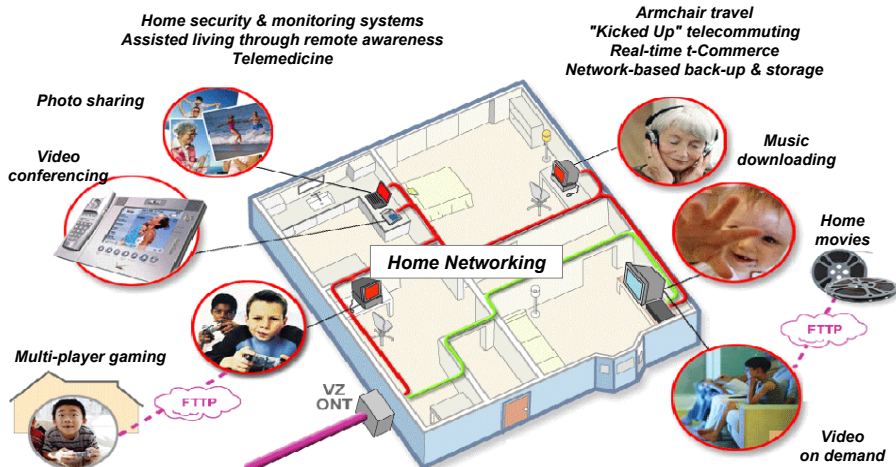 Home security & monitoring systems
Assisted living through remote awareness
Telemedicine
Armchair travel
"Kicked Up" telecommuting
Real-time t-Commerce
Network-based back-up & storage
Photo sharing
Video
conferencing
Music
downloading
Home
movies
Home Networking
FTTP
Multi-player gaming
FTTP
VZ
ONT
Video
on demand